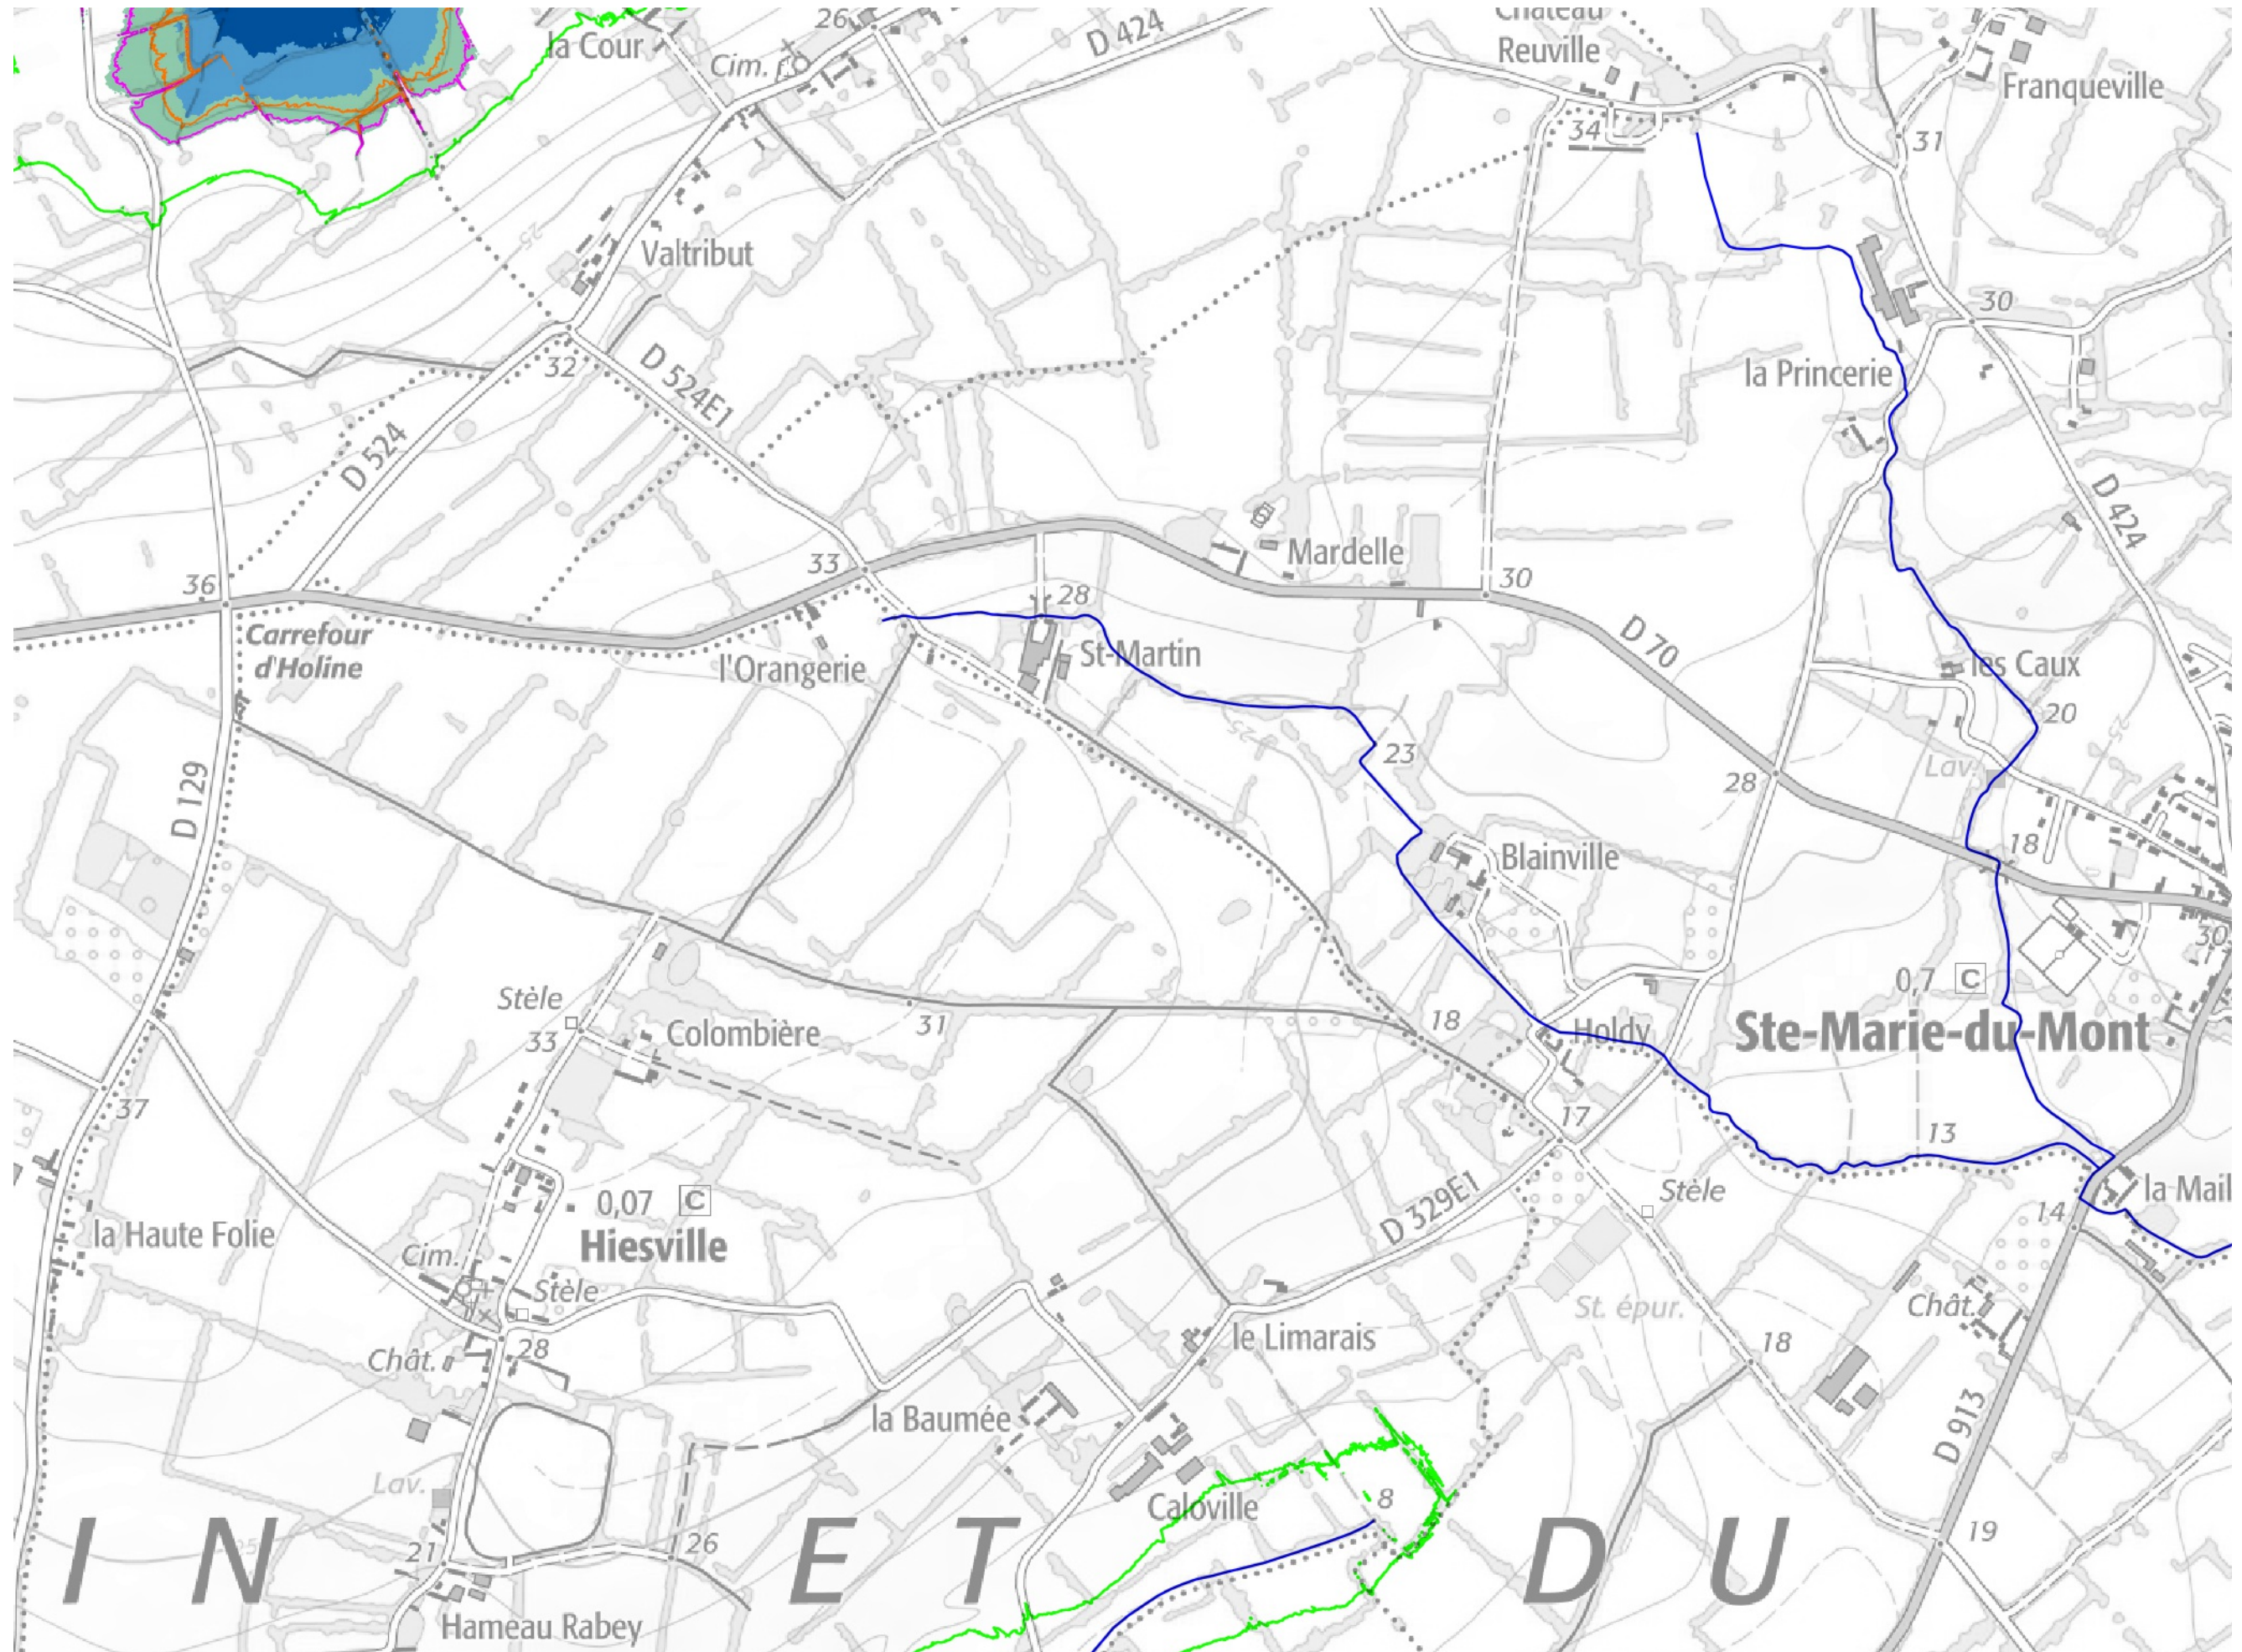 la Cour
Cim.
26
D 424
Château
Reuville
Franqueville
34
31
Valtribut
25
30
32
D 524E1
la Princerie
D 524
D 424
33
Mardelle
30
36
28
Carrefour
d'Holine
l'Orangerie
St-Martin
D 70
les Caux
20
25
23
Lav.
28
D 129
18
Blainville
30
0,7 C
Ste-Marie-du-Mont
Stèle
33
Colombière
31
18
Holdy
37
17
13
0,07 C
Hiesville
la Haute Folie
Cim.
Stèle
D 329E1
Stèle
la Mail
14
St. épur.
Chât.
Chât.
28
le Limarais
18
la Baumée
D 913
Lav.
Caloville
8
I N E T D U
21
26
19
Hameau Rabey